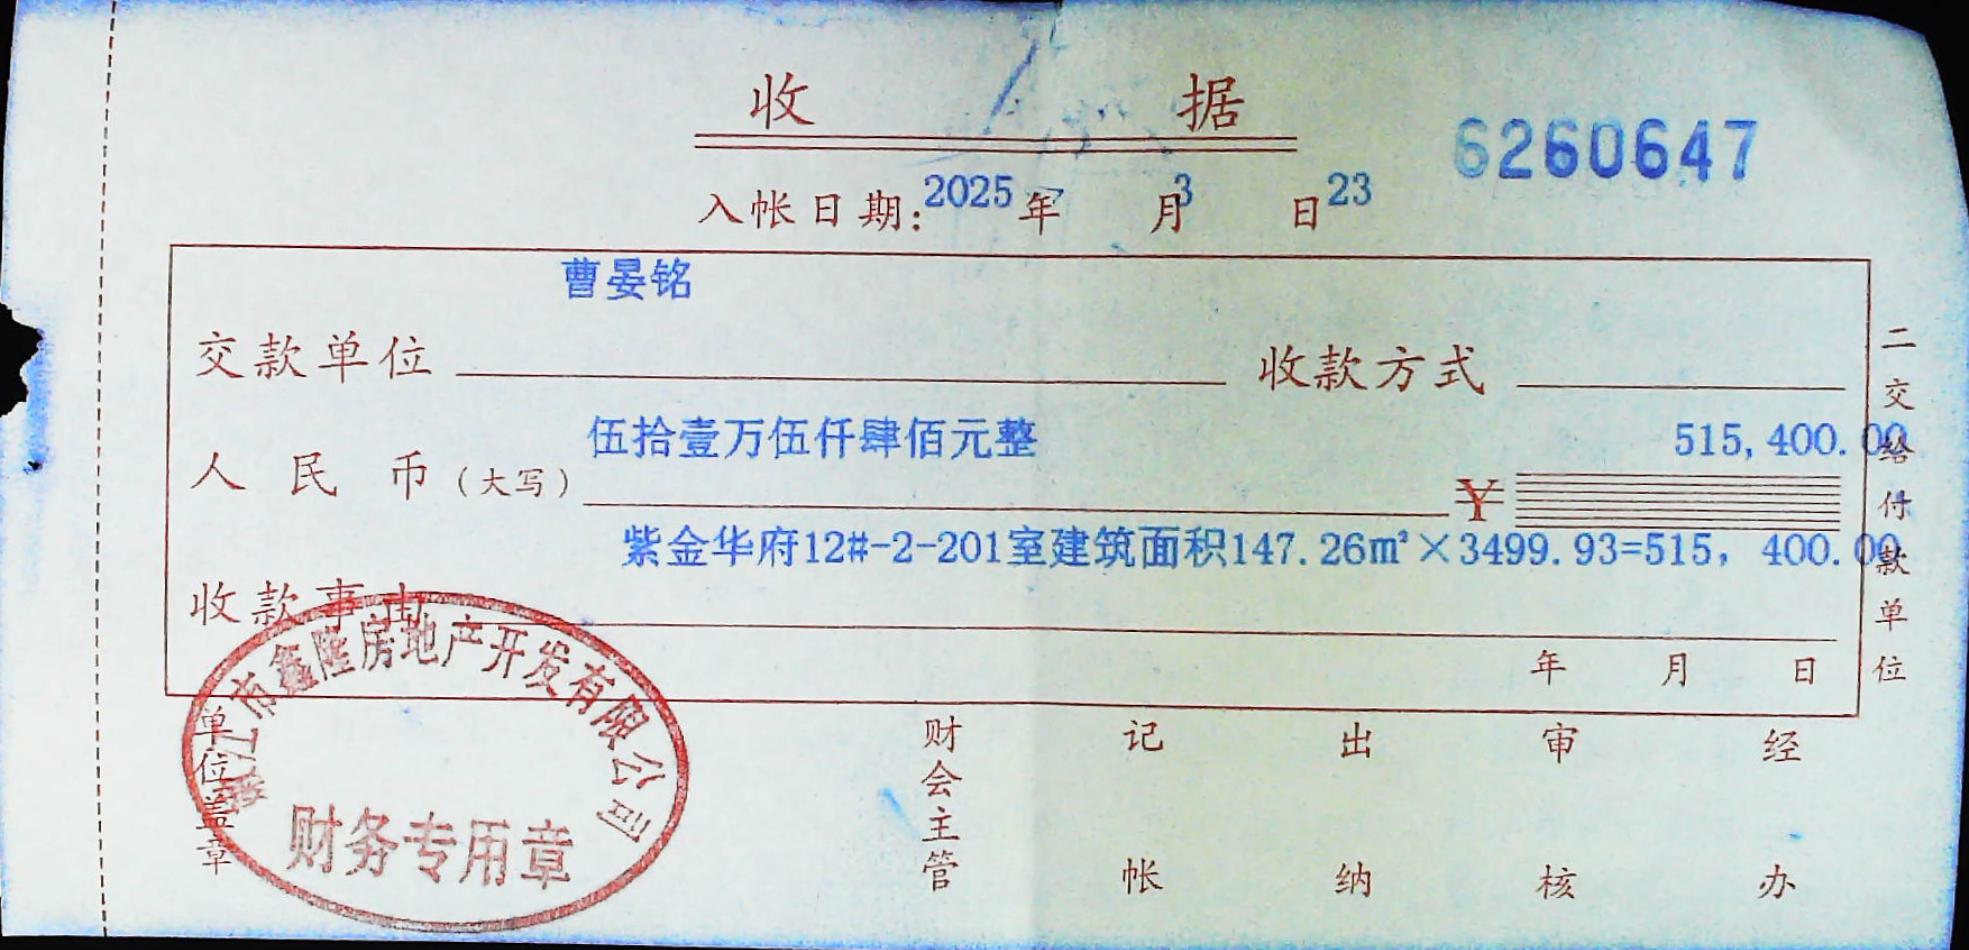 收 据
6260647
入帐日期:2025年 月3 日23
曹晏铭
交款单位 收款方式
伍拾壹万伍仟肆佰元整 515,400.00
人民币(大写) ¥
紫金华府12#-2-201室建筑面积147.26㎡×3499.93=515,400.00
收款事由
年 月 日
二交给付款单位
单位盖章
江市鑫隆房地产开发有限公司
财务专用章
财会主管 记帐 出纳 审核 经办